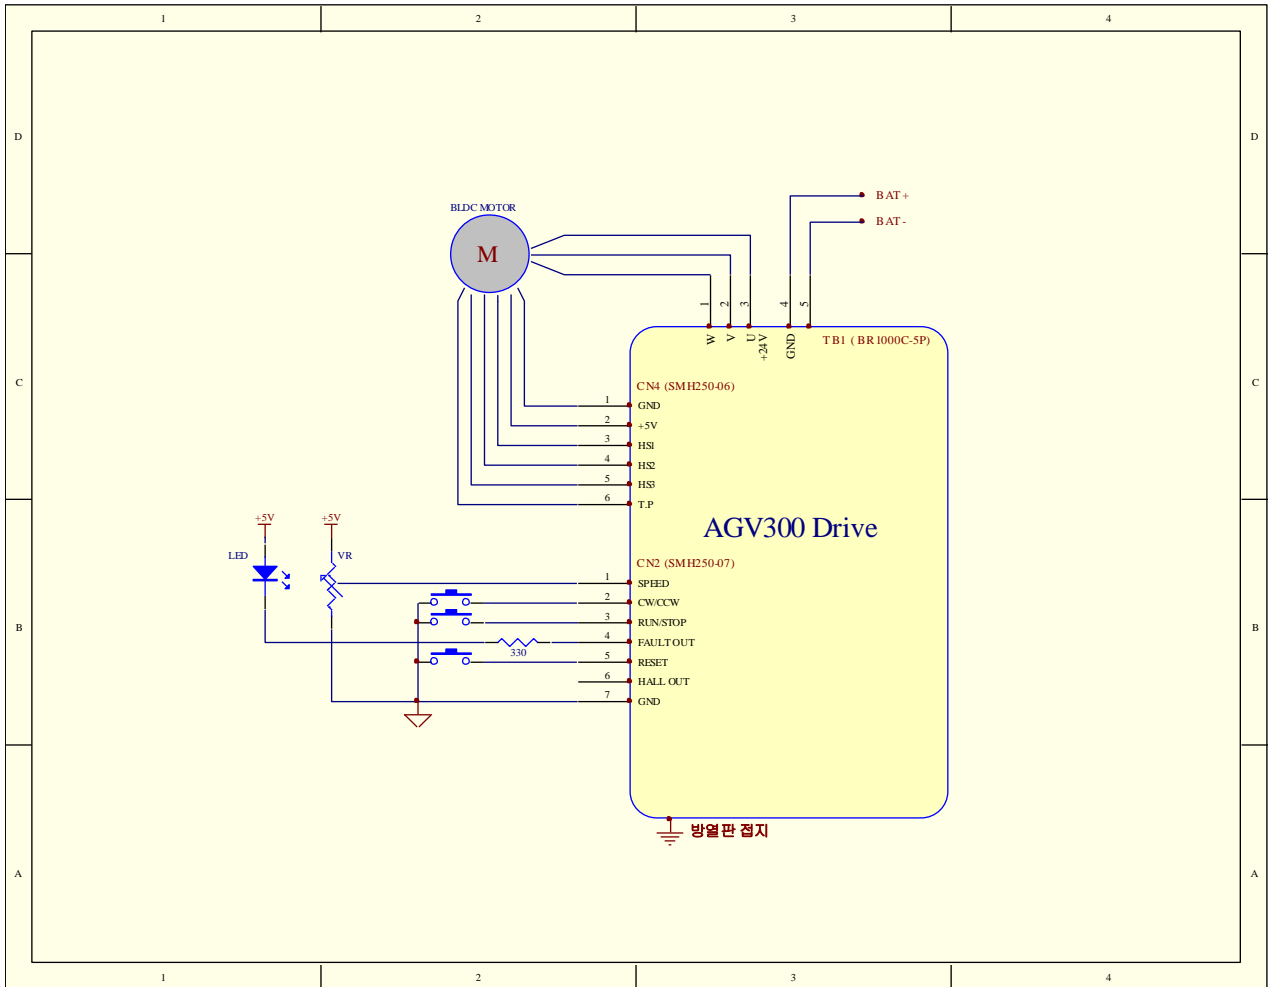 1 2 3 4
D D
BAT+
BLDC MOTOR
BAT-
M
1 2 3 4 5
W V U +24V GND TB1 ( BR1000C-5P)
C C
CN4 (SMH250-06)
1 GND
2 +5V
3 HS1
4 HS2
5 HS3
6 T.P
+5V +5V
AGV300 Drive
LED VR
CN2 (SMH250-07)
1 SPEED
2 CW/CCW
3 RUN/STOP
B B
4 FAULT OUT
330
5 RESET
6 HALL OUT
7 GND
방열판 접지
A A
1 2 3 4